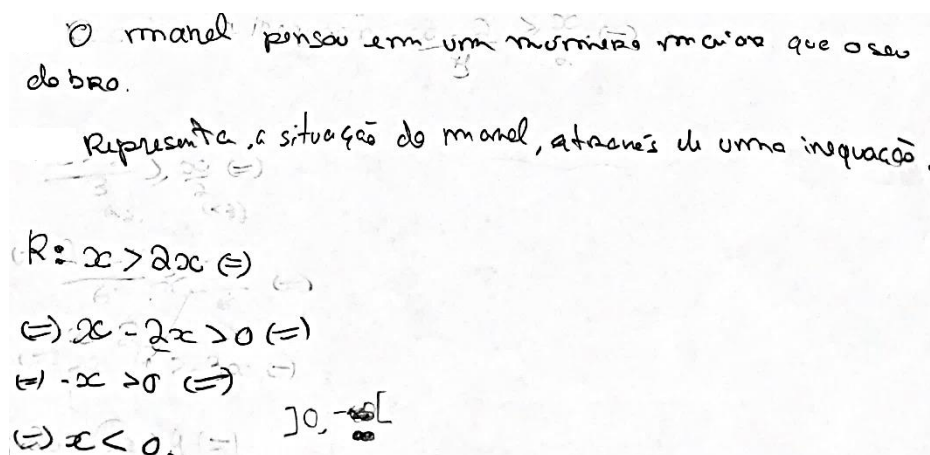 O manel pensou em um número maior que o seu
dobro.
Representa, a situação do manel, através de uma inequação.
R: x > 2x (=)
(=) x - 2x > 0 (=)
(=) -x > 0 (=)
(=) x < 0.
]0, -∞[